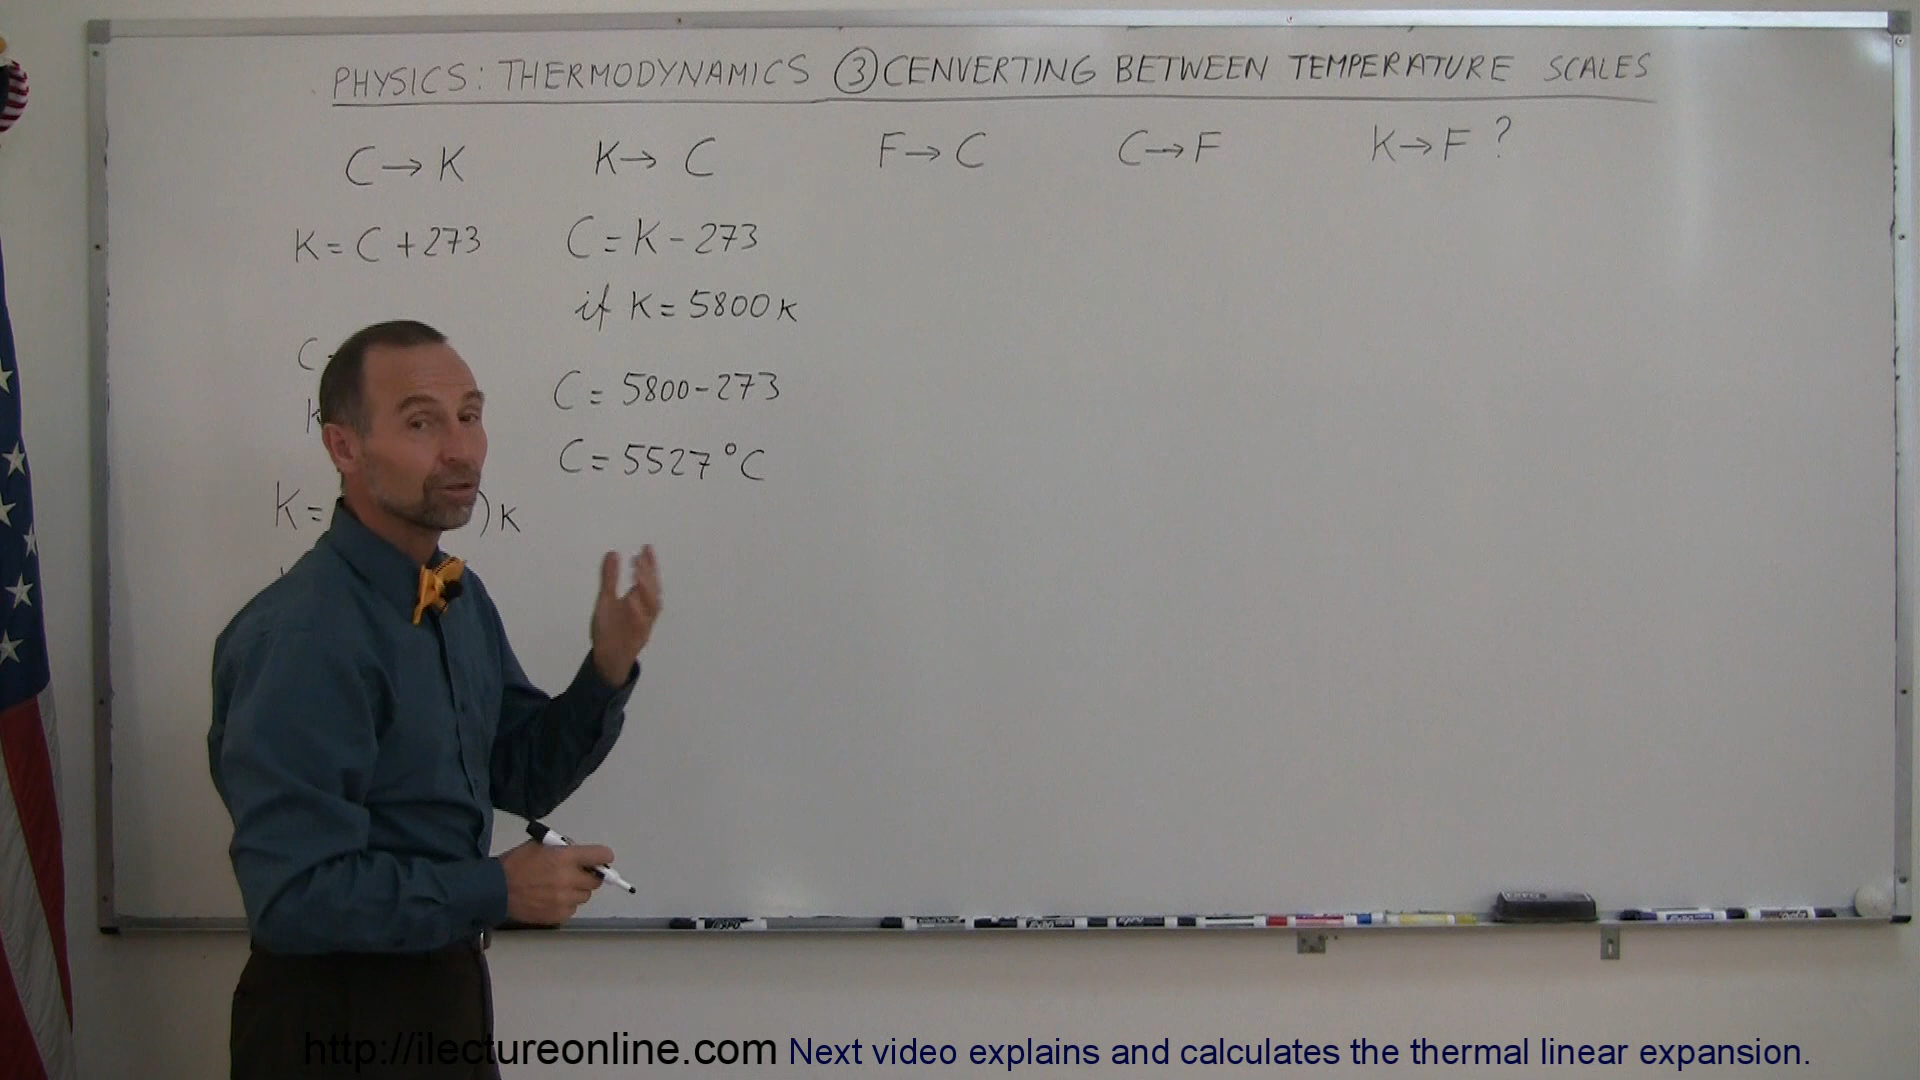 PHYSICS: THERMODYNAMICS ③ CENVERTING BETWEEN TEMPERATURE SCALES
C → K
K → C
F → C
C → F
K → F ?
K = C + 273
C = K - 273
if K = 5800 K
C
C = 5800 - 273
K
C = 5527 °C
K = ) K
EXPO
http://ilectureonline.com Next video explains and calculates the thermal linear expansion.